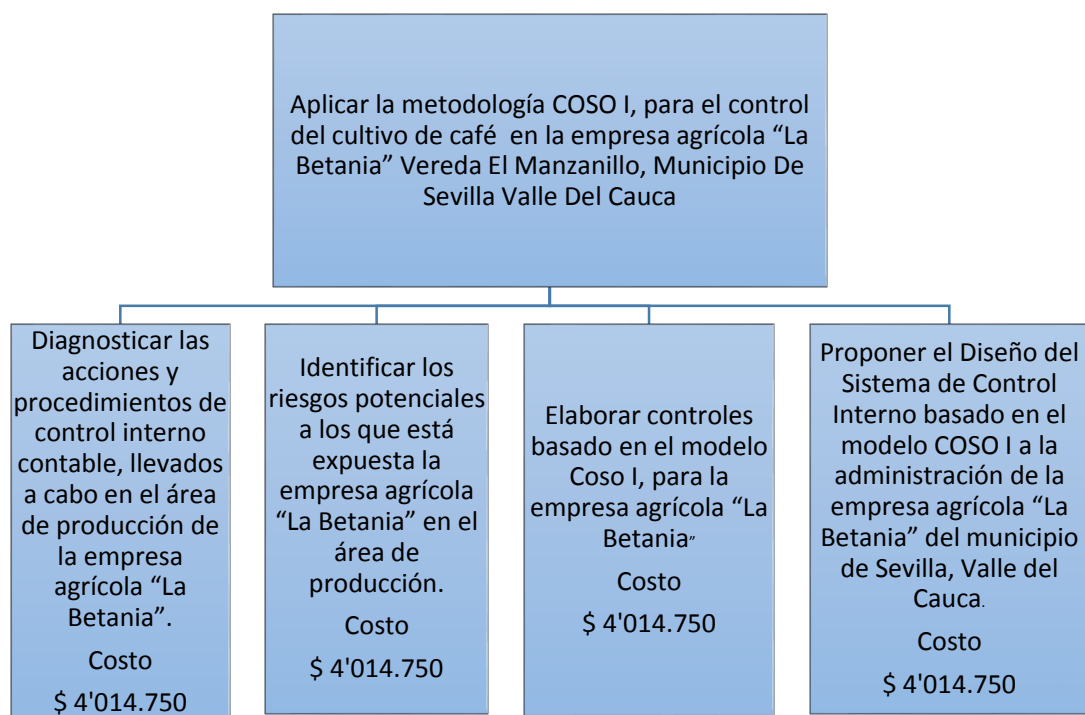 Aplicar la metodología COSO I, para el control
del cultivo de café en la empresa agrícola “La
Betania” Vereda El Manzanillo, Municipio De
Sevilla Valle Del Cauca
Diagnosticar las
acciones y
procedimientos de
control interno
contable, llevados
a cabo en el área
de producción de
la empresa
agrícola “La
Betania”.
Costo
$ 4'014.750
Identificar los
riesgos potenciales
a los que está
expuesta la
empresa agrícola
“La Betania” en el
área de
producción.
Costo
$ 4'014.750
Elaborar controles
basado en el modelo
Coso I, para la
empresa agrícola “La
Betania”
Costo
$ 4'014.750
Proponer el Diseño del
Sistema de Control
Interno basado en el
modelo COSO I a la
administración de la
empresa agrícola “La
Betania” del municipio
de Sevilla, Valle del
Cauca.
Costo
$ 4'014.750